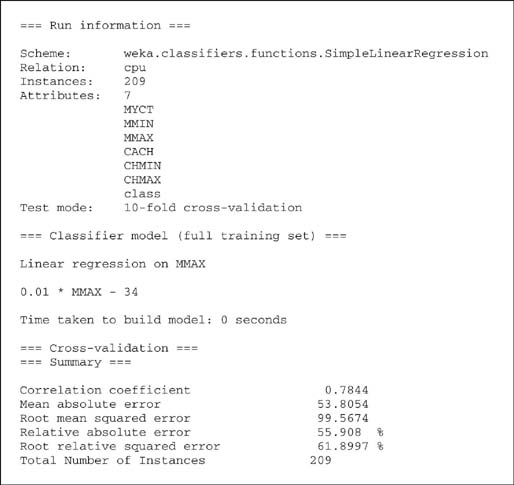 === Run information ===
Scheme: weka.classifiers.functions.SimpleLinearRegression
Relation: cpu
Instances: 209
Attributes: 7
MYCT
MMIN
MMAX
CACH
CHMIN
CHMAX
class
Test mode: 10-fold cross-validation
=== Classifier model (full training set) ===
Linear regression on MMAX
0.01 * MMAX - 34
Time taken to build model: 0 seconds
=== Cross-validation ===
=== Summary ===
Correlation coefficient 0.7844
Mean absolute error 53.8054
Root mean squared error 99.5674
Relative absolute error 55.908 %
Root relative squared error 61.8997 %
Total Number of Instances 209